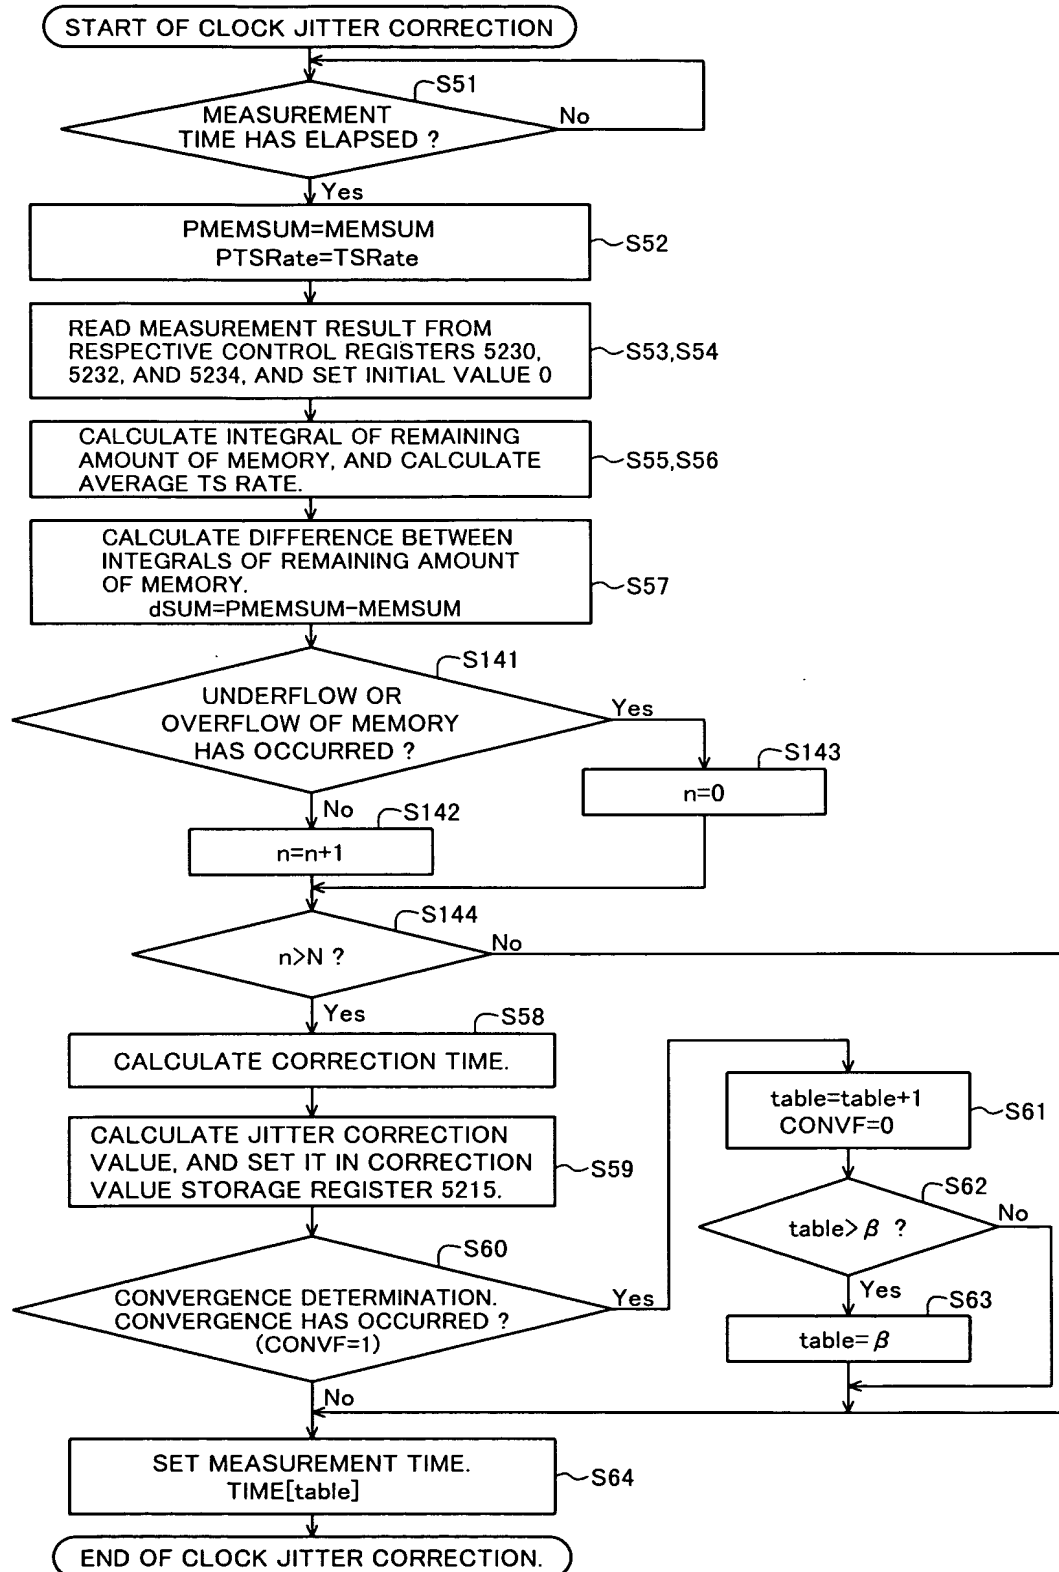 START OF CLOCK JITTER CORRECTION
S51
MEASUREMENT
TIME HAS ELAPSED ?
No
Yes
PMEMSUM=MEMSUM
PTSRate=TSRate
S52
READ MEASUREMENT RESULT FROM
RESPECTIVE CONTROL REGISTERS 5230,
5232, AND 5234, AND SET INITIAL VALUE 0
S53,S54
CALCULATE INTEGRAL OF REMAINING
AMOUNT OF MEMORY, AND CALCULATE
AVERAGE TS RATE.
S55,S56
CALCULATE DIFFERENCE BETWEEN
INTEGRALS OF REMAINING AMOUNT
OF MEMORY.
dSUM=PMEMSUM-MEMSUM
S57
S141
UNDERFLOW OR
OVERFLOW OF MEMORY
HAS OCCURRED ?
Yes
S143
n=0
No
S142
n=n+1
S144
n>N ?
No
Yes
S58
CALCULATE CORRECTION TIME.
CALCULATE JITTER CORRECTION
VALUE, AND SET IT IN CORRECTION
VALUE STORAGE REGISTER 5215.
S59
S60
CONVERGENCE DETERMINATION.
CONVERGENCE HAS OCCURRED ?
(CONVF=1)
Yes
No
table=table+1
CONVF=0
S61
S62
table>β ?
No
Yes
S63
table=β
SET MEASUREMENT TIME.
TIME[table]
S64
END OF CLOCK JITTER CORRECTION.